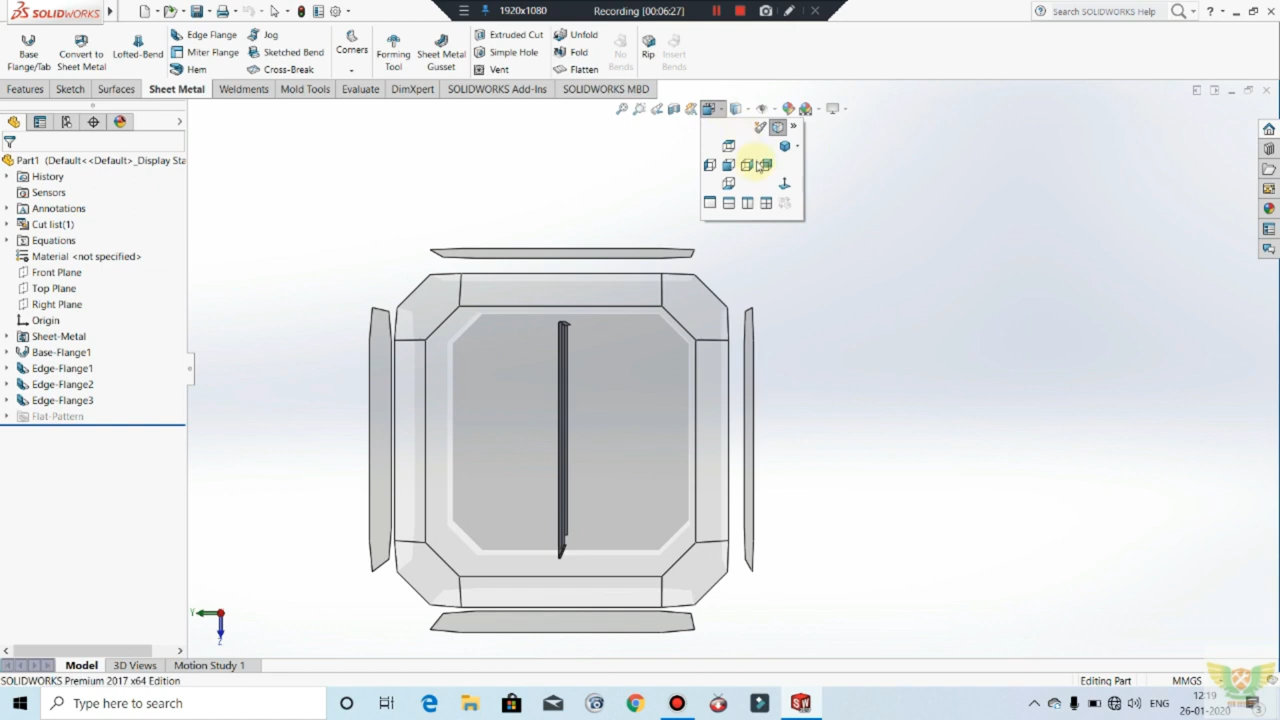 SOLIDWORKS
1920x1080
Recording [00:06:27]
Search SOLIDWORKS Help
Base Flange/Tab
Convert to Sheet Metal
Lofted-Bend
Edge Flange
Miter Flange
Hem
Jog
Sketched Bend
Cross-Break
Corners
Forming Tool
Sheet Metal Gusset
Extruded Cut
Simple Hole
Vent
Unfold
Fold
Flatten
No Bends
Rip
Insert Bends
Features
Sketch
Surfaces
Sheet Metal
Weldments
Mold Tools
Evaluate
DimXpert
SOLIDWORKS Add-Ins
SOLIDWORKS MBD
Part1 (Default<<Default>_Display Sta
History
Sensors
Annotations
Cut list(1)
Equations
Material <not specified>
Front Plane
Top Plane
Right Plane
Origin
Sheet-Metal
Base-Flange1
Edge-Flange1
Edge-Flange2
Edge-Flange3
Flat-Pattern
Y
Z
Model
3D Views
Motion Study 1
SOLIDWORKS Premium 2017 x64 Edition
Editing Part
MMGS
Type here to search
ENG
12:19
26-01-2020
3